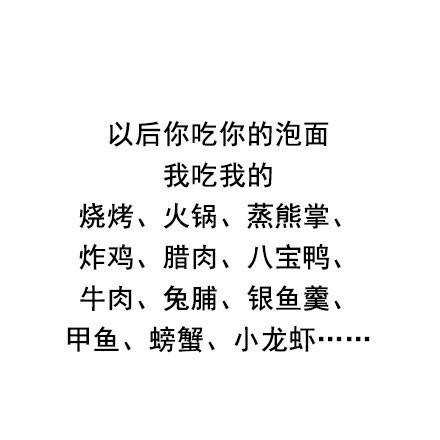 以后你吃你的泡面
我吃我的
烧烤、火锅、蒸熊掌、
炸鸡、腊肉、八宝鸭、
牛肉、兔脯、银鱼羹、
甲鱼、螃蟹、小龙虾……